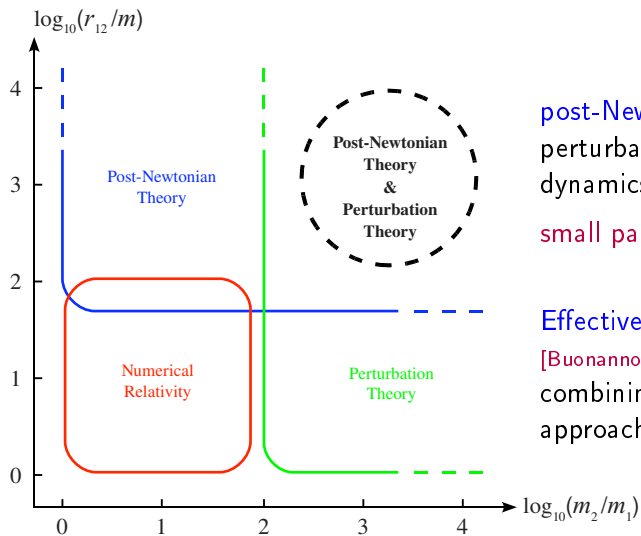 log₁₀(r₁₂/m)
4
3
2
1
0
Post-Newtonian
Theory
Post-Newtonian
Theory
&
Perturbation
Theory
Numerical
Relativity
Perturbation
Theory
0 1 2 3 4
log₁₀(m₂/m₁)
post-New
perturba
dynamics
small pa
Effective
[Buonanno
combinin
approach